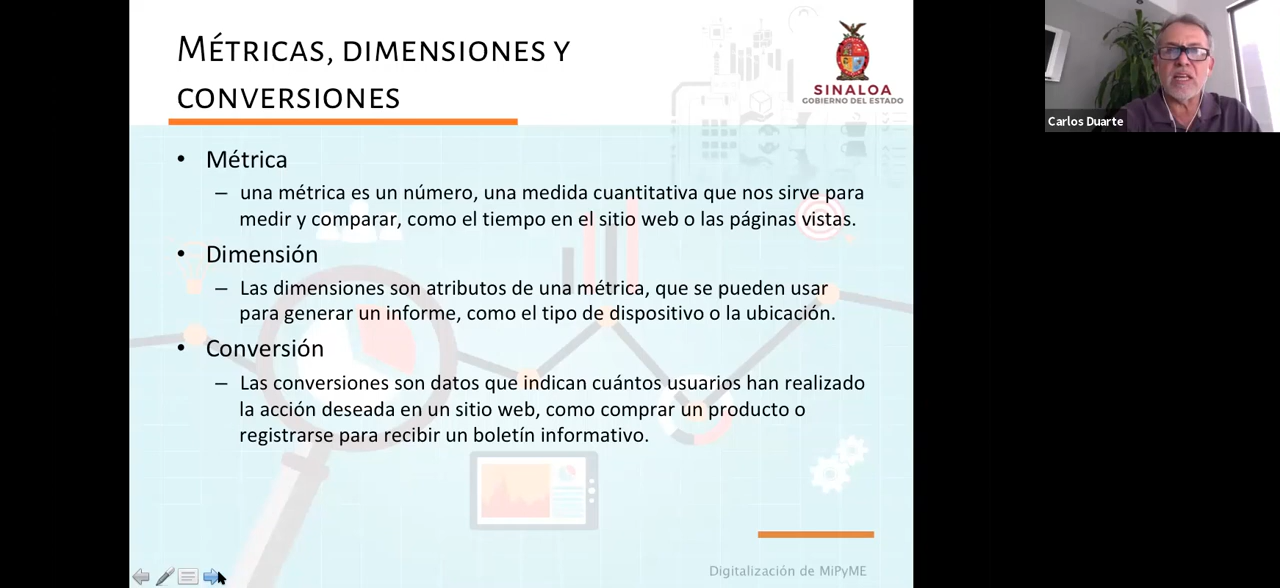 MÉTRICAS, DIMENSIONES Y
CONVERSIONES
SINALOA
GOBIERNO DEL ESTADO
Carlos Duarte
• Métrica
– una métrica es un número, una medida cuantitativa que nos sirve para
medir y comparar, como el tiempo en el sitio web o las páginas vistas.
• Dimensión
– Las dimensiones son atributos de una métrica, que se pueden usar
para generar un informe, como el tipo de dispositivo o la ubicación.
• Conversión
– Las conversiones son datos que indican cuántos usuarios han realizado
la acción deseada en un sitio web, como comprar un producto o
registrarse para recibir un boletín informativo.
Digitalización de MiPyME